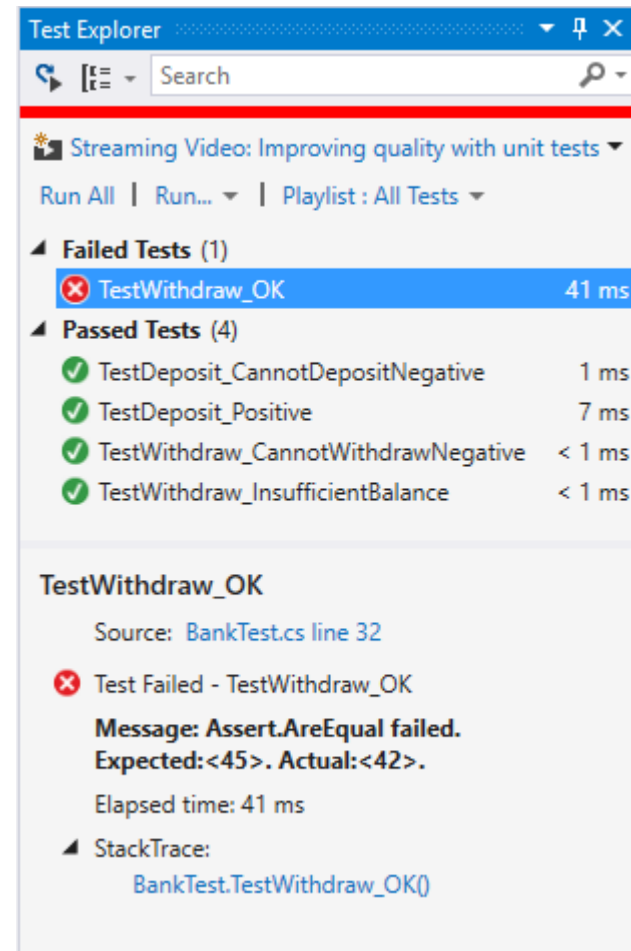 Test Explorer
Search
Streaming Video: Improving quality with unit tests
Run All | Run... | Playlist : All Tests
Failed Tests (1)
TestWithdraw_OK 41 ms
Passed Tests (4)
TestDeposit_CannotDepositNegative 1 ms
TestDeposit_Positive 7 ms
TestWithdraw_CannotWithdrawNegative < 1 ms
TestWithdraw_InsufficientBalance < 1 ms
TestWithdraw_OK
Source: BankTest.cs line 32
Test Failed - TestWithdraw_OK
Message: Assert.AreEqual failed.
Expected:<45>. Actual:<42>.
Elapsed time: 41 ms
StackTrace:
BankTest.TestWithdraw_OK()